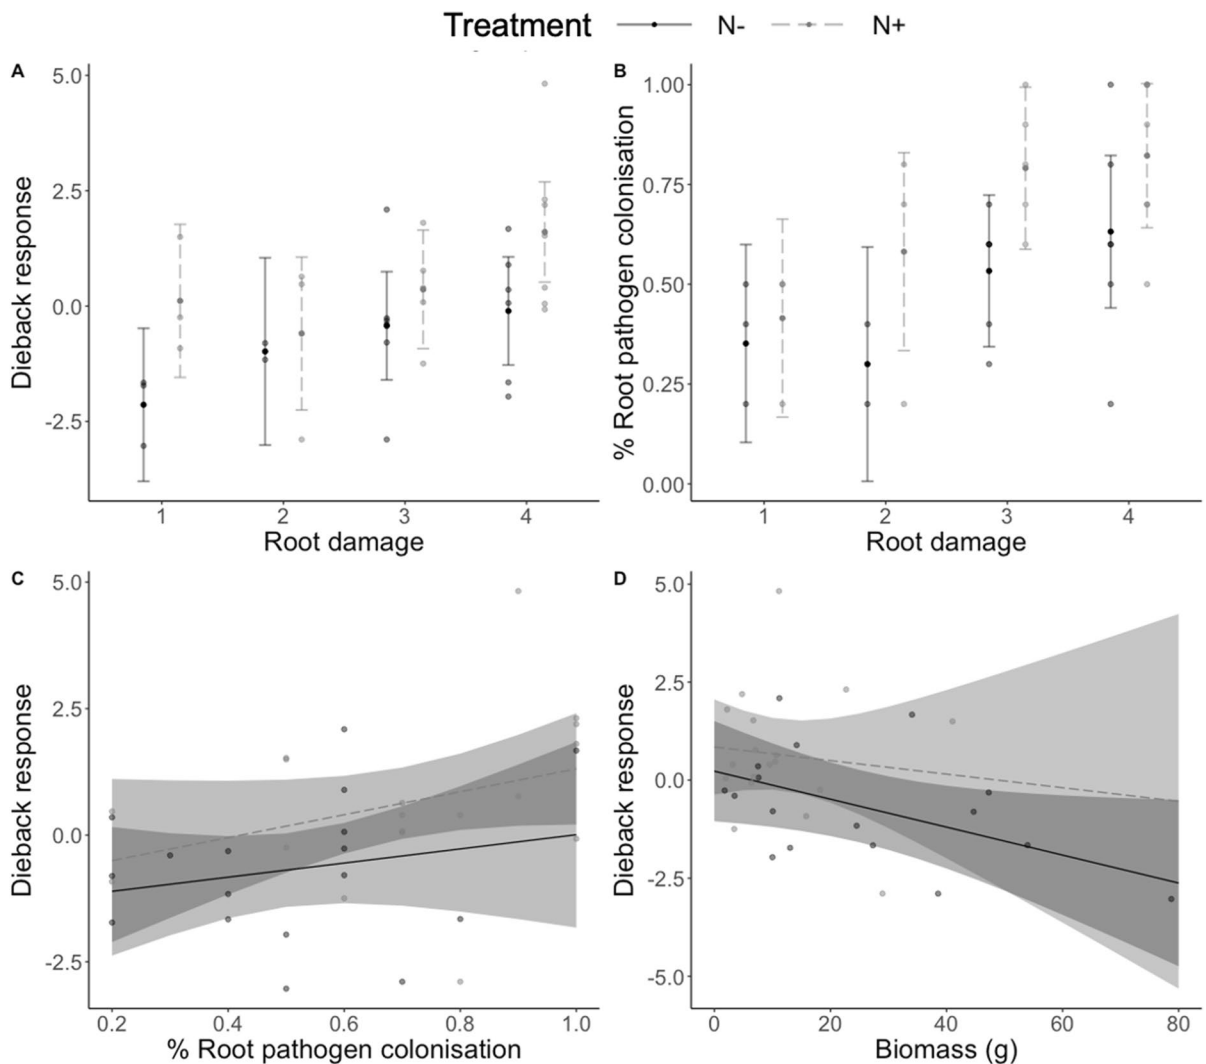 Treatment N- N+
A
5.0
2.5
0.0
-2.5
Dieback response
1 2 3 4
Root damage
B
1.00
0.75
0.50
0.25
0.00
% Root pathogen colonisation
1 2 3 4
Root damage
C
5.0
2.5
0.0
-2.5
Dieback response
0.2 0.4 0.6 0.8 1.0
% Root pathogen colonisation
D
5.0
2.5
0.0
-2.5
-5.0
Dieback response
0 20 40 60 80
Biomass (g)